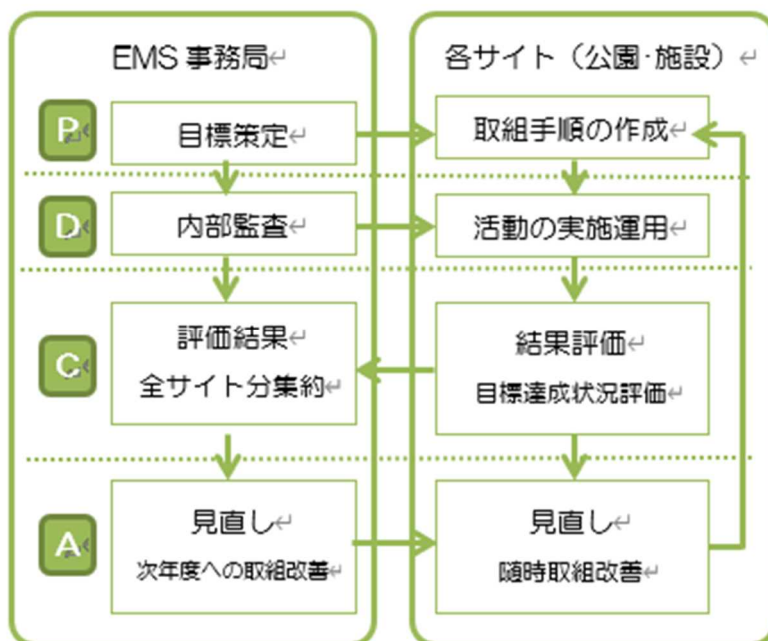 EMS 事務局
各サイト（公園・施設）
P
目標策定
取組手順の作成
D
内部監査
活動の実施運用
C
評価結果
全サイト分集約
結果評価
目標達成状況評価
A
見直し
次年度への取組改善
見直し
随時取組改善